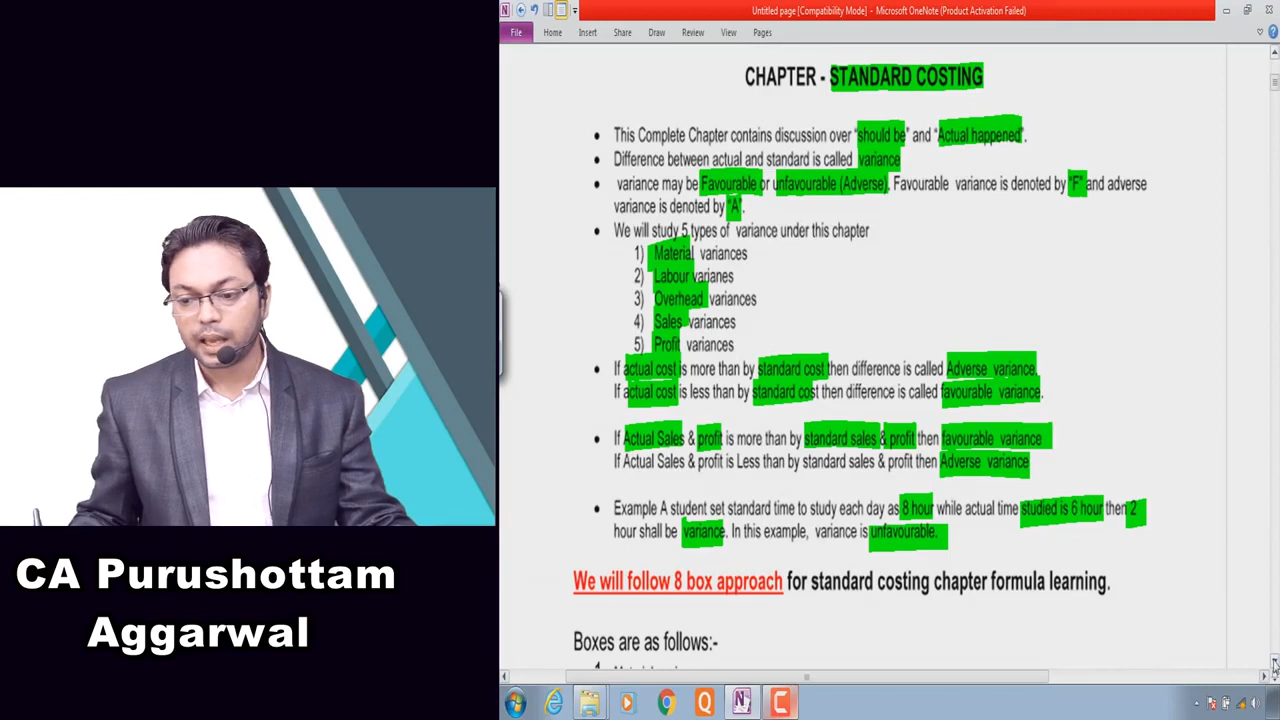 Untitled page [Compatibility Mode] - Microsoft OneNote (Product Activation Failed)
File Home Insert Share Draw Review View Pages
CHAPTER - STANDARD COSTING
• This Complete Chapter contains discussion over "should be" and "Actual happened".
• Difference between actual and standard is called variance
• variance may be Favourable or unfavourable (Adverse). Favourable variance is denoted by "F" and adverse
variance is denoted by "A".
• We will study 5 types of variance under this chapter
1) Material variances
2) Labour varianes
3) Overhead variances
4) Sales variances
5) Profit variances
• If actual cost is more than by standard cost then difference is called Adverse variance.
If actual cost is less than by standard cost then difference is called favourable variance.
• If Actual Sales & profit is more than by standard sales & profit then favourable variance
If Actual Sales & profit is Less than by standard sales & profit then Adverse variance
• Example A student set standard time to study each day as 8 hour while actual time studied is 6 hour then 2
hour shall be variance. In this example, variance is unfavourable.
We will follow 8 box approach for standard costing chapter formula learning.
Boxes are as follows:-
CA Purushottam
Aggarwal